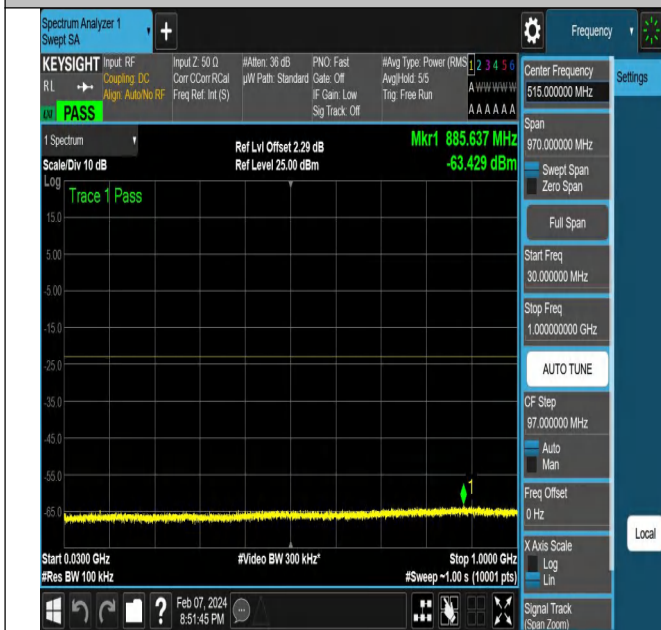 Spectrum Analyzer 1
Swept SA
+
Frequency
KEYSIGHT
RL
PASS
Input: RF
Coupling: DC
Align: Auto/No RF
Input Z: 50 Ω
Corr CCorr RCal
Freq Ref: Int (S)
#Atten: 36 dB
µW Path: Standard
PNO: Fast
Gate: Off
IF Gain: Low
Sig Track: Off
#Avg Type: Power (RMS
Avg|Hold: 5/5
Trig: Free Run
1 2 3 4 5 6
A W W W W W
A A A A A A
1 Spectrum
Scale/Div 10 dB
Ref Lvl Offset 2.29 dB
Ref Level 25.00 dBm
Mkr1 885.637 MHz
-63.429 dBm
Log
Trace 1 Pass
15.0
5.00
-5.00
-15.0
-25.0
-35.0
-45.0
-55.0
-65.0
1
Start 0.0300 GHz
#Res BW 100 kHz
#Video BW 300 kHz*
Stop 1.0000 GHz
#Sweep ~1.00 s (10001 pts)
?
Feb 07, 2024
8:51:45 PM
Center Frequency
515.000000 MHz
Span
970.000000 MHz
Swept Span
Zero Span
Full Span
Start Freq
30.000000 MHz
Stop Freq
1.000000000 GHz
AUTO TUNE
CF Step
97.000000 MHz
Auto
Man
Freq Offset
0 Hz
X Axis Scale
Log
Lin
Signal Track
(Span Zoom)
Settings
Local